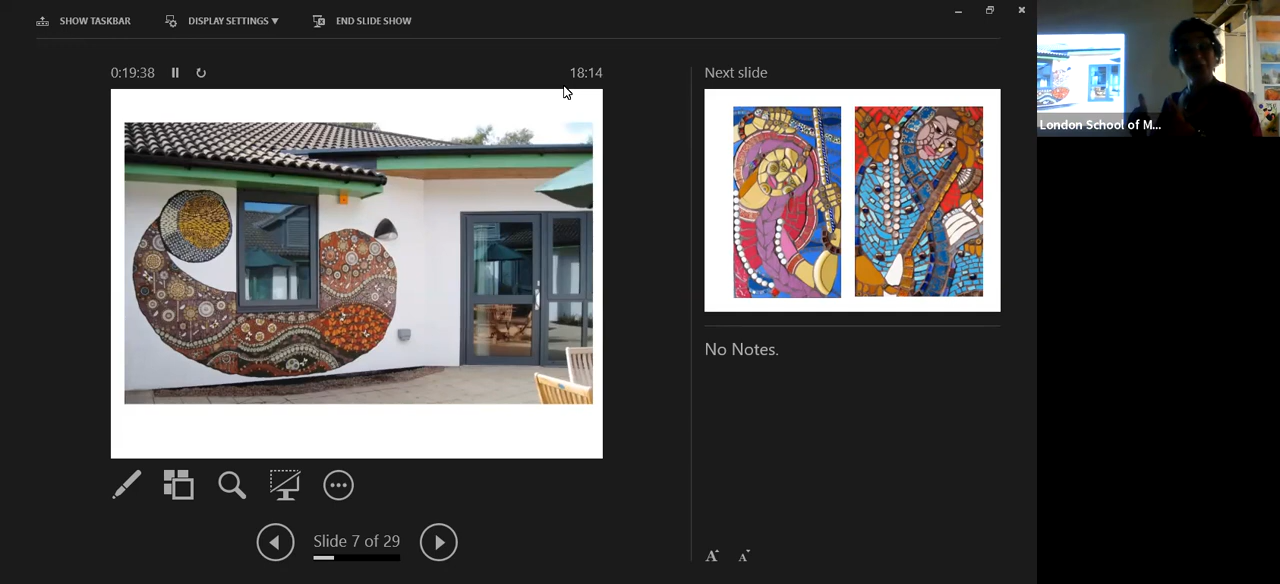 SHOW TASKBAR
DISPLAY SETTINGS ▼
END SLIDE SHOW
0:19:38
18:14
Next slide
No Notes.
Slide 7 of 29
A
A
London School of M...